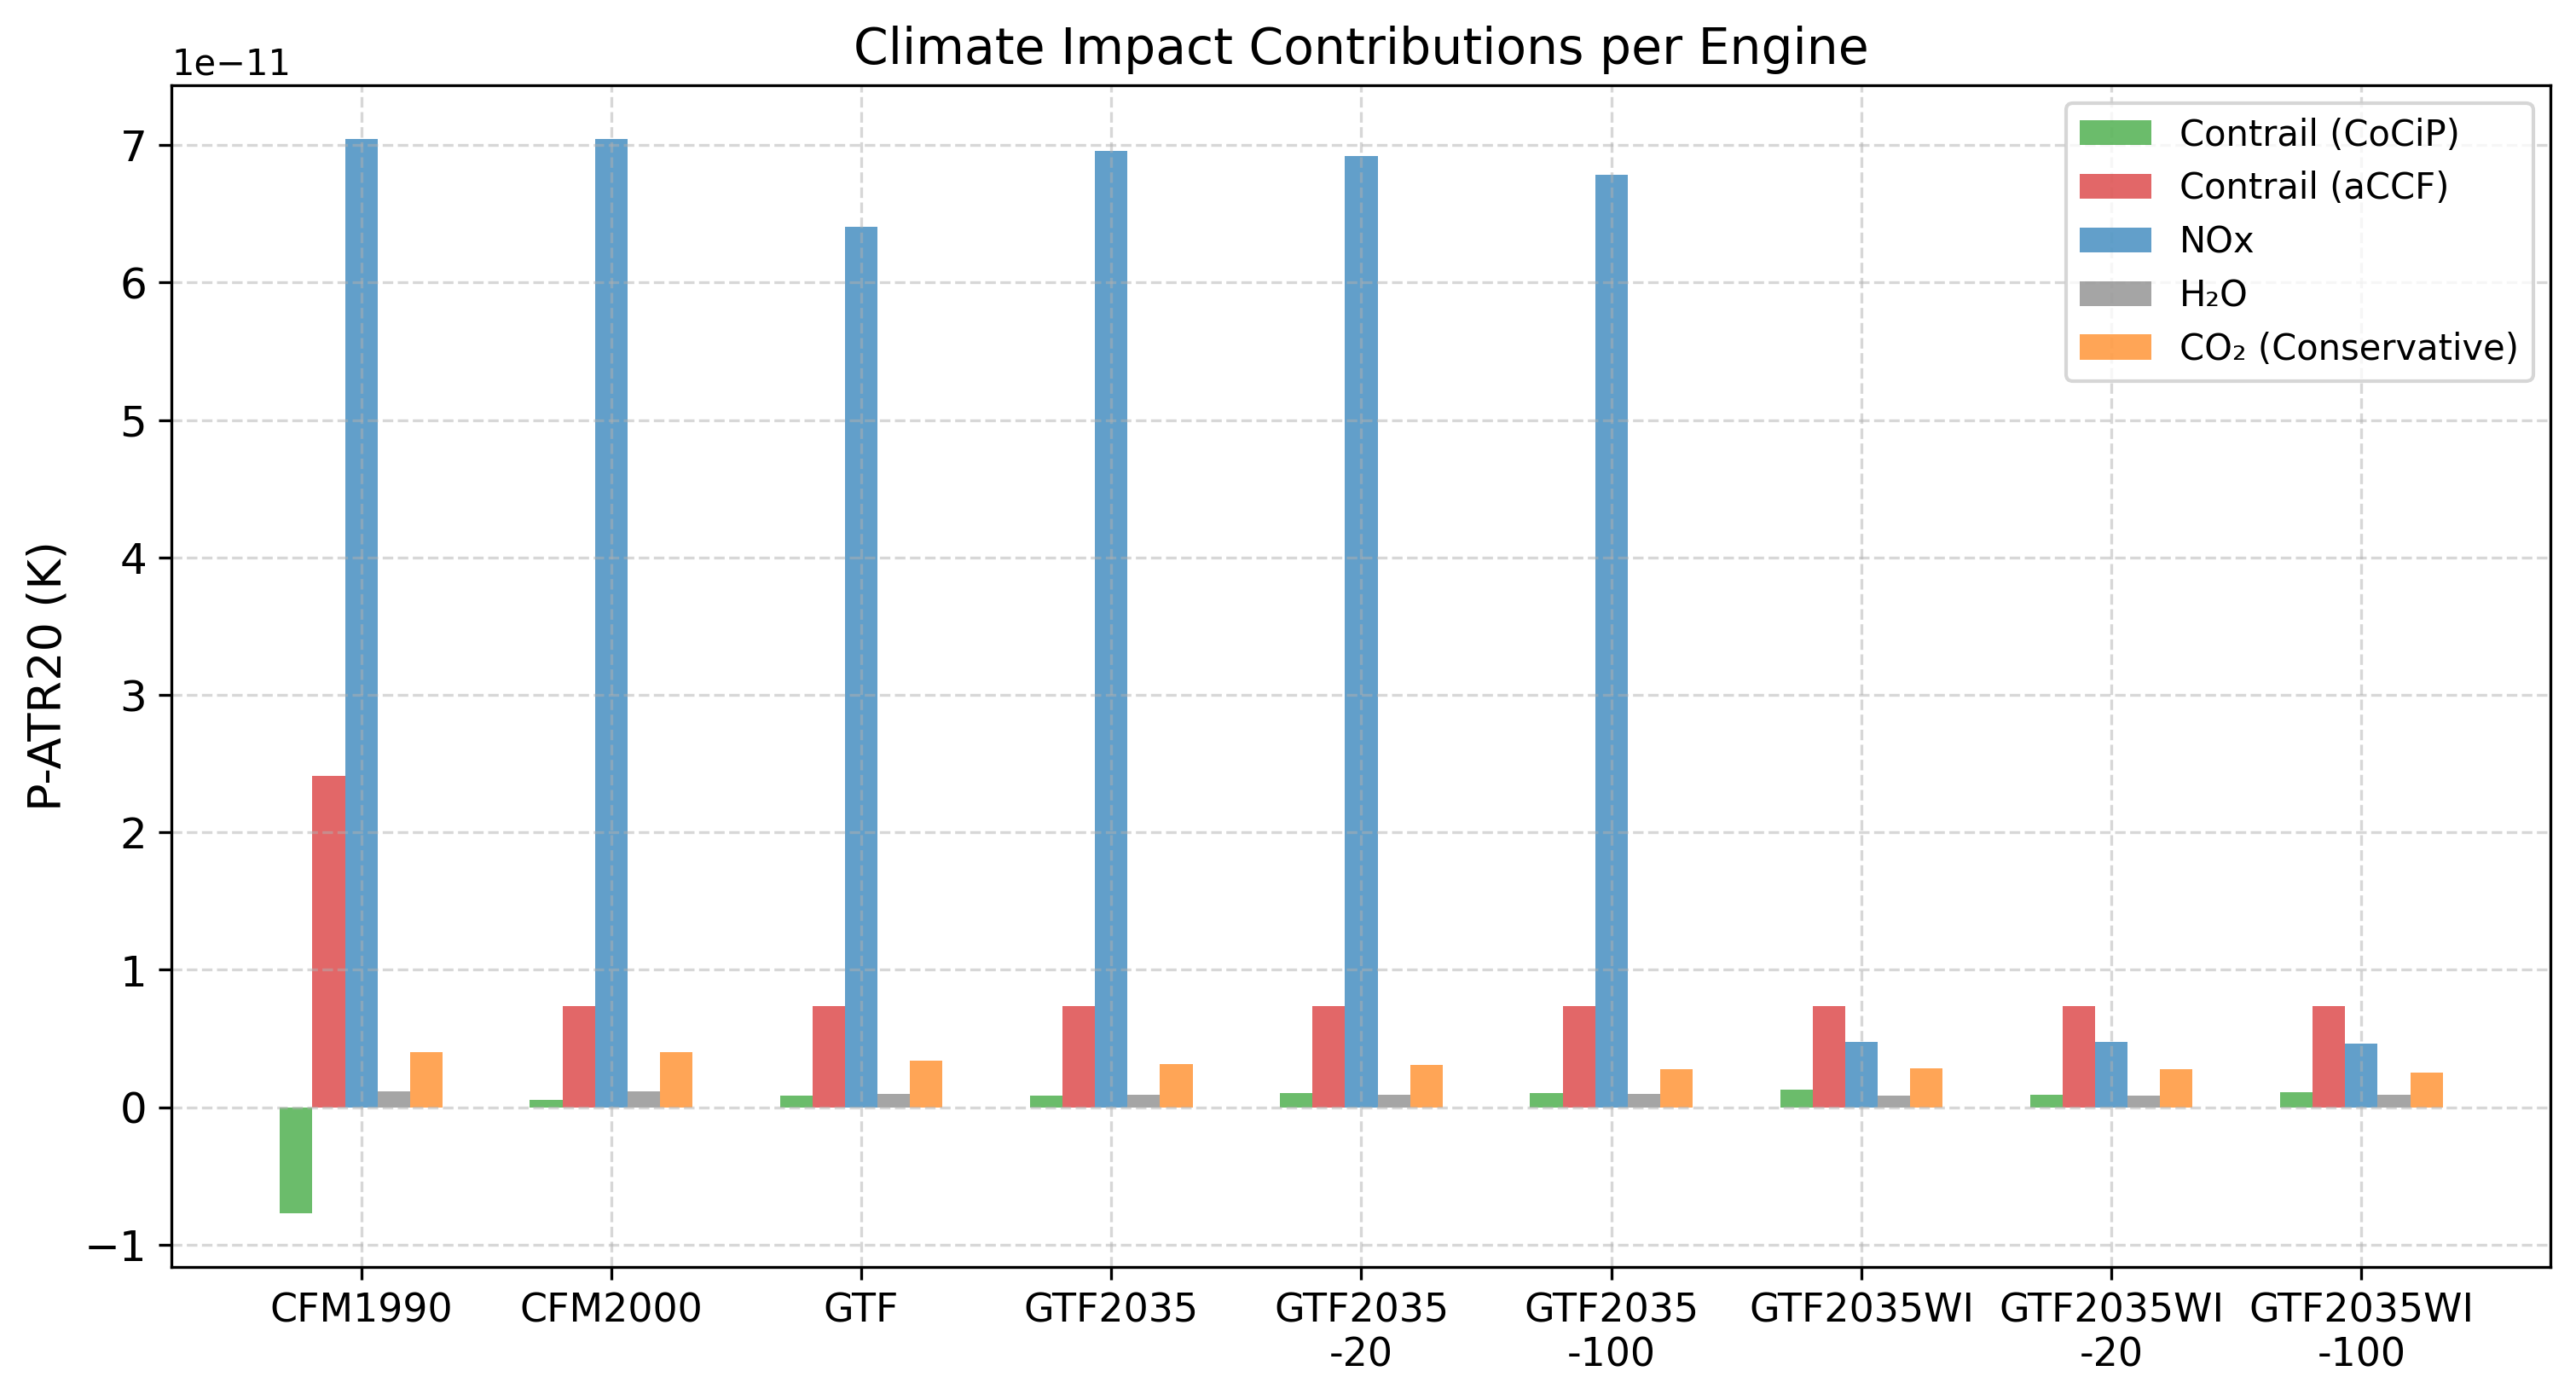 Climate Impact Contributions per Engine
1e−11
7
6
5
4
3
2
1
0
−1
P-ATR20 (K)
Contrail (CoCiP)
Contrail (aCCF)
NOx
H₂O
CO₂ (Conservative)
CFM1990
CFM2000
GTF
GTF2035
GTF2035
-20
GTF2035
-100
GTF2035WI
GTF2035WI
-20
GTF2035WI
-100